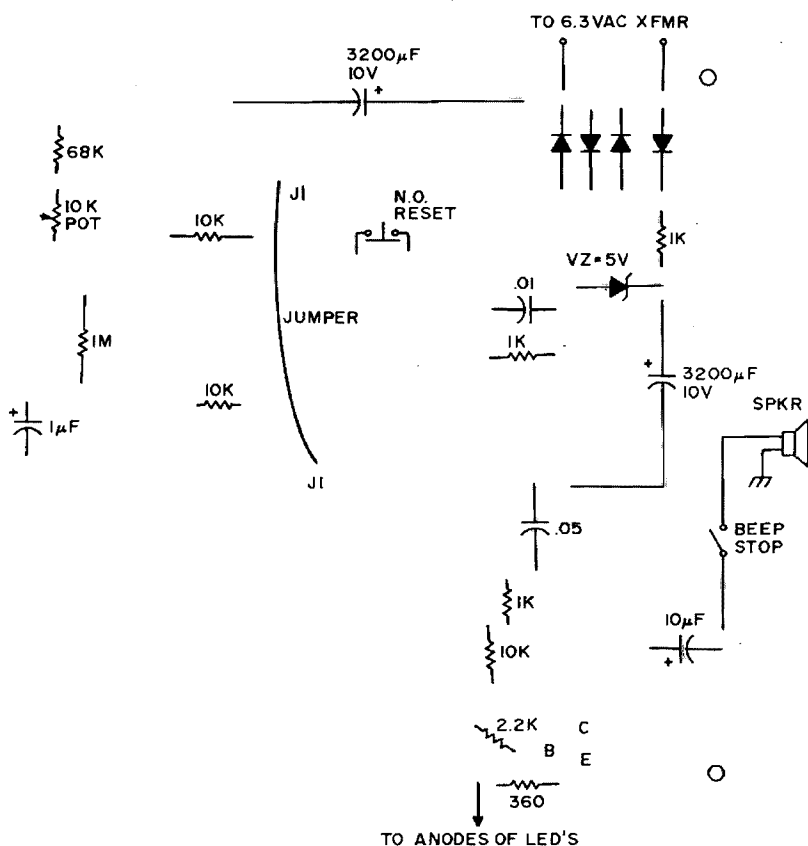 TO 6.3VAC XFMR
3200µF
10V
+
68K
10K
POT
10K
J1
N.O.
RESET
1K
VZ=5V
.01
JUMPER
1M
1K
+
3200µF
10V
10K
SPKR
+
1µF
J1
.05
BEEP
STOP
1K
10µF
10K
+
2.2K
C
B
E
360
TO ANODES OF LED'S